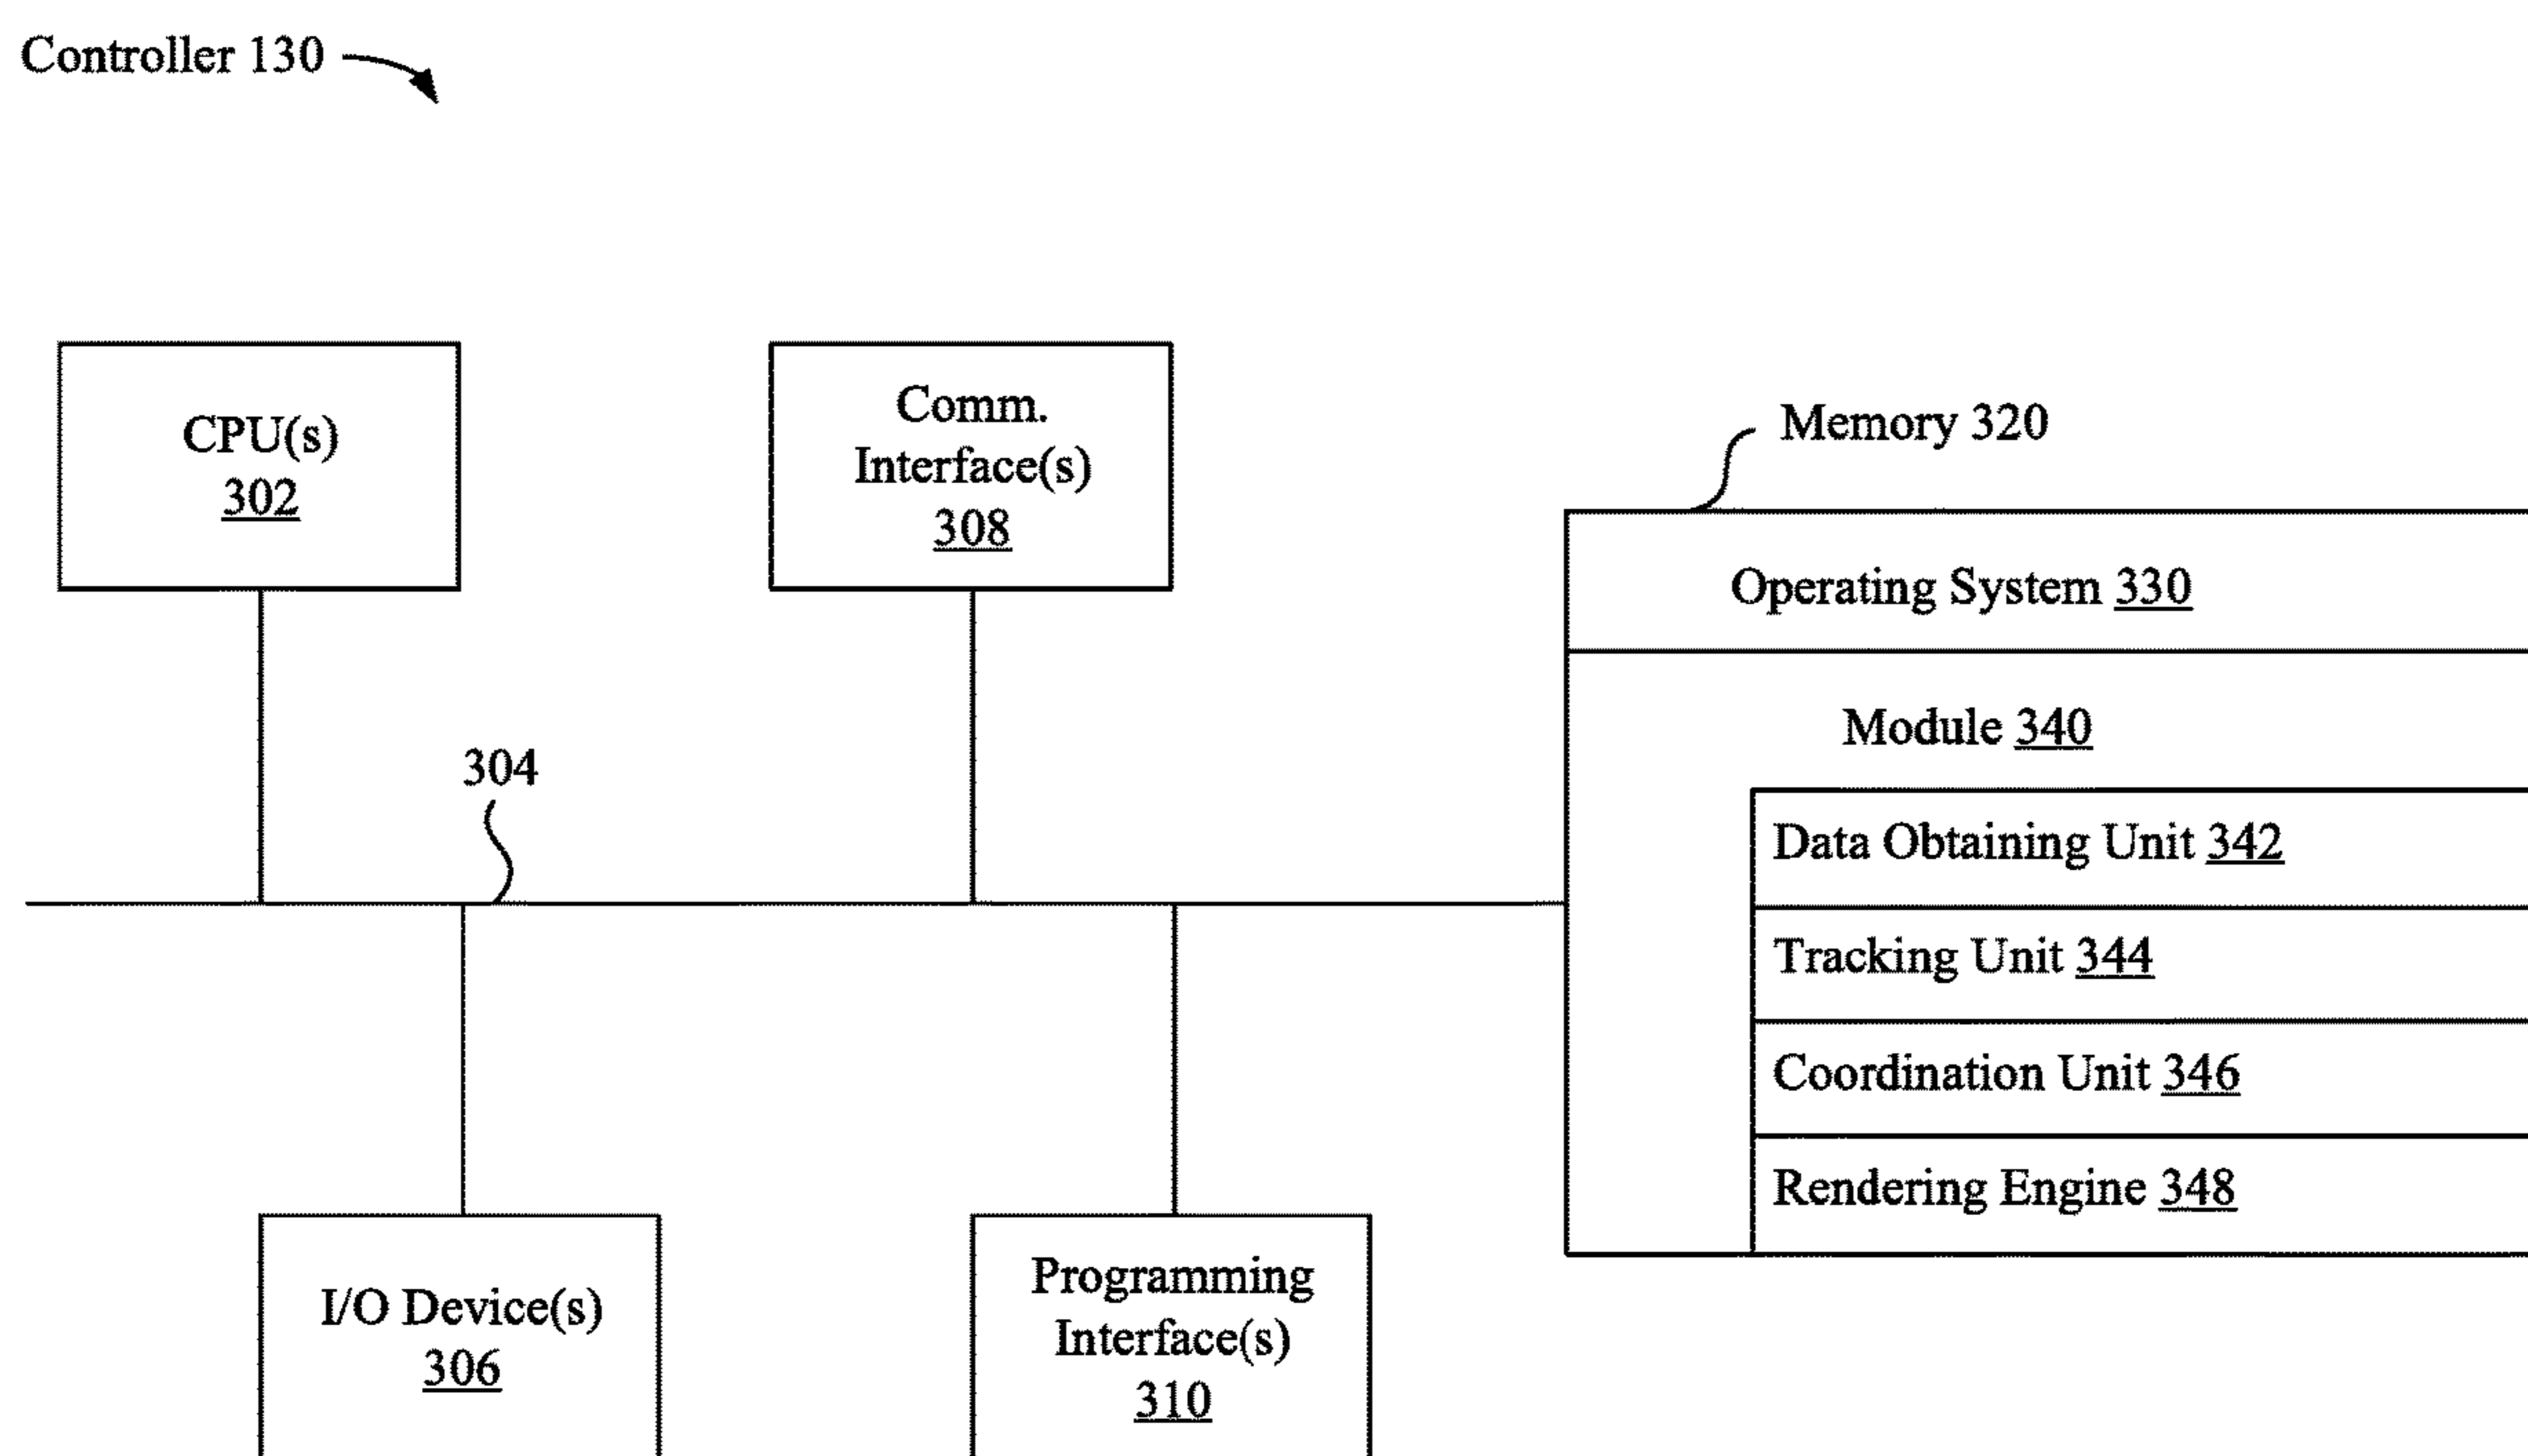 Controller 130
CPU(s)
302
Comm.
Interface(s)
308
Memory 320
Operating System 330
Module 340
304
Data Obtaining Unit 342
Tracking Unit 344
Coordination Unit 346
Rendering Engine 348
I/O Device(s)
306
Programming
Interface(s)
310